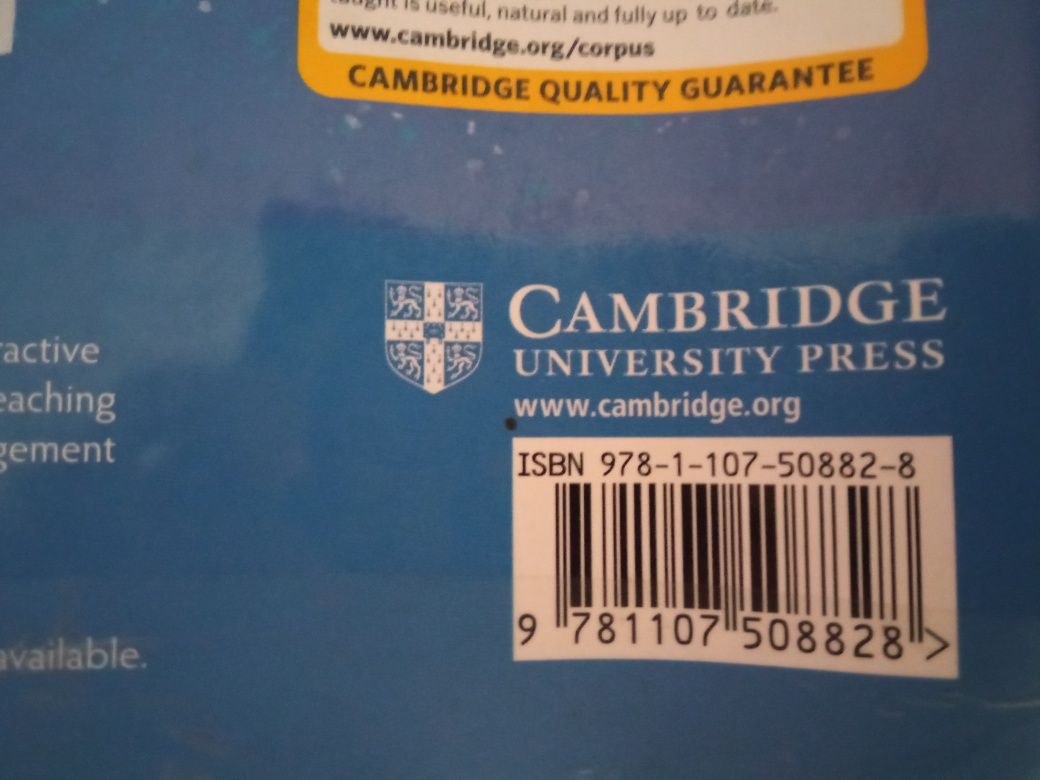 taught is useful, natural and fully up to date.
www.cambridge.org/corpus
CAMBRIDGE QUALITY GUARANTEE
ractive
eaching
gement
available.
CAMBRIDGE
UNIVERSITY PRESS
www.cambridge.org
ISBN 978-1-107-50882-8
9 781107 508828 >